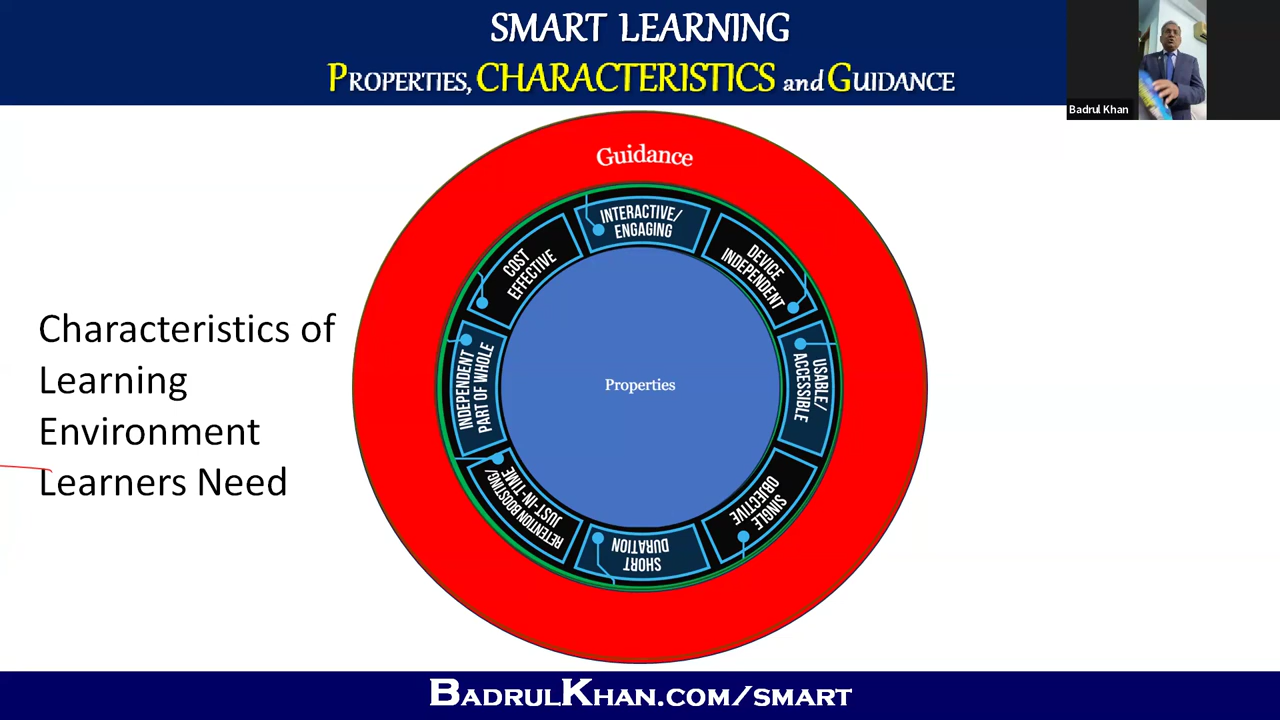 SMART LEARNING
PROPERTIES, CHARACTERISTICS and GUIDANCE
Badrul Khan
Guidance
INTERACTIVE/
ENGAGING
DEVICE
INDEPENDENT
USABLE/
ACCESSIBLE
SINGLE
OBJECTIVE
SHORT
DURATION
RETENTION BOOSTING/
JUST-IN-TIME
INDEPENDENT
PART OF WHOLE
COST
EFFECTIVE
Properties
Characteristics of
Learning
Environment
Learners Need
BADRULKHAN.COM/SMART